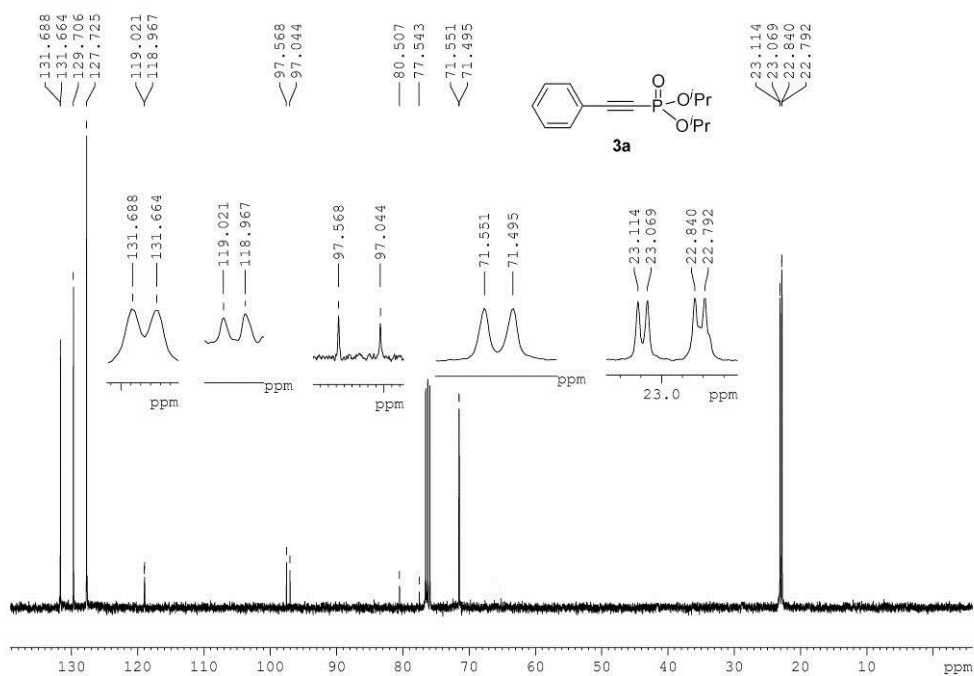 131.688
131.664
129.706
127.725
119.021
118.967
97.568
97.044
80.507
77.543
71.551
71.495
23.114
23.069
22.840
22.792
O
P
OⁱPr
OⁱPr
3a
131.688
131.664
119.021
118.967
97.568
97.044
71.551
71.495
23.114
23.069
22.840
22.792
ppm
ppm
ppm
ppm
23.0 ppm
130 120 110 100 90 80 70 60 50 40 30 20 10 ppm